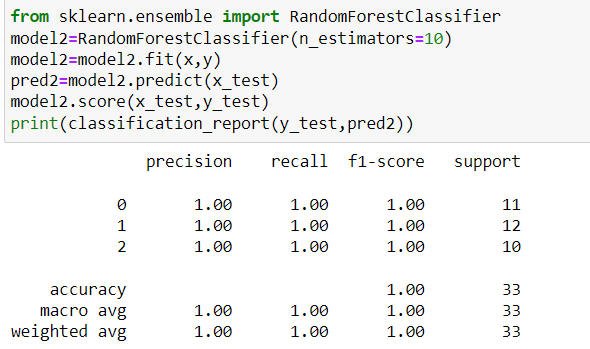 from sklearn.ensemble import RandomForestClassifier
model2=RandomForestClassifier(n_estimators=10)
model2=model2.fit(x,y)
pred2=model2.predict(x_test)
model2.score(x_test,y_test)
print(classification_report(y_test,pred2))
precision recall f1-score support
0 1.00 1.00 1.00 11
1 1.00 1.00 1.00 12
2 1.00 1.00 1.00 10
accuracy 1.00 33
macro avg 1.00 1.00 1.00 33
weighted avg 1.00 1.00 1.00 33